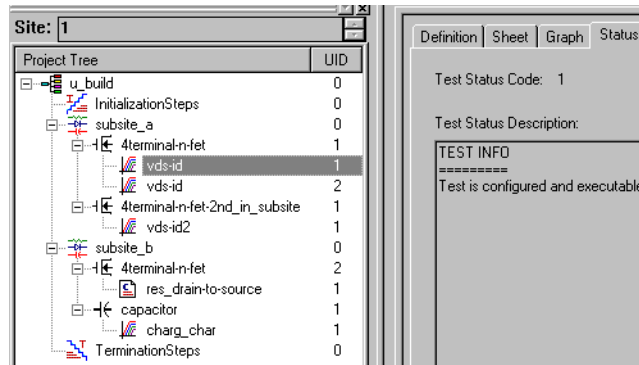 Site: 1
Project Tree UID
u_build 0
InitializationSteps 0
subsite_a 0
4terminal-n-fet 1
vds-id 1
vds-id 2
4terminal-n-fet-2nd_in_subsite 1
vds-id2 1
subsite_b 0
4terminal-n-fet 2
res_drain-to-source 1
capacitor 1
charg_char 1
TerminationSteps 0
Definition Sheet Graph Status
Test Status Code: 1
Test Status Description:
TEST INFO
=========
Test is configured and executable